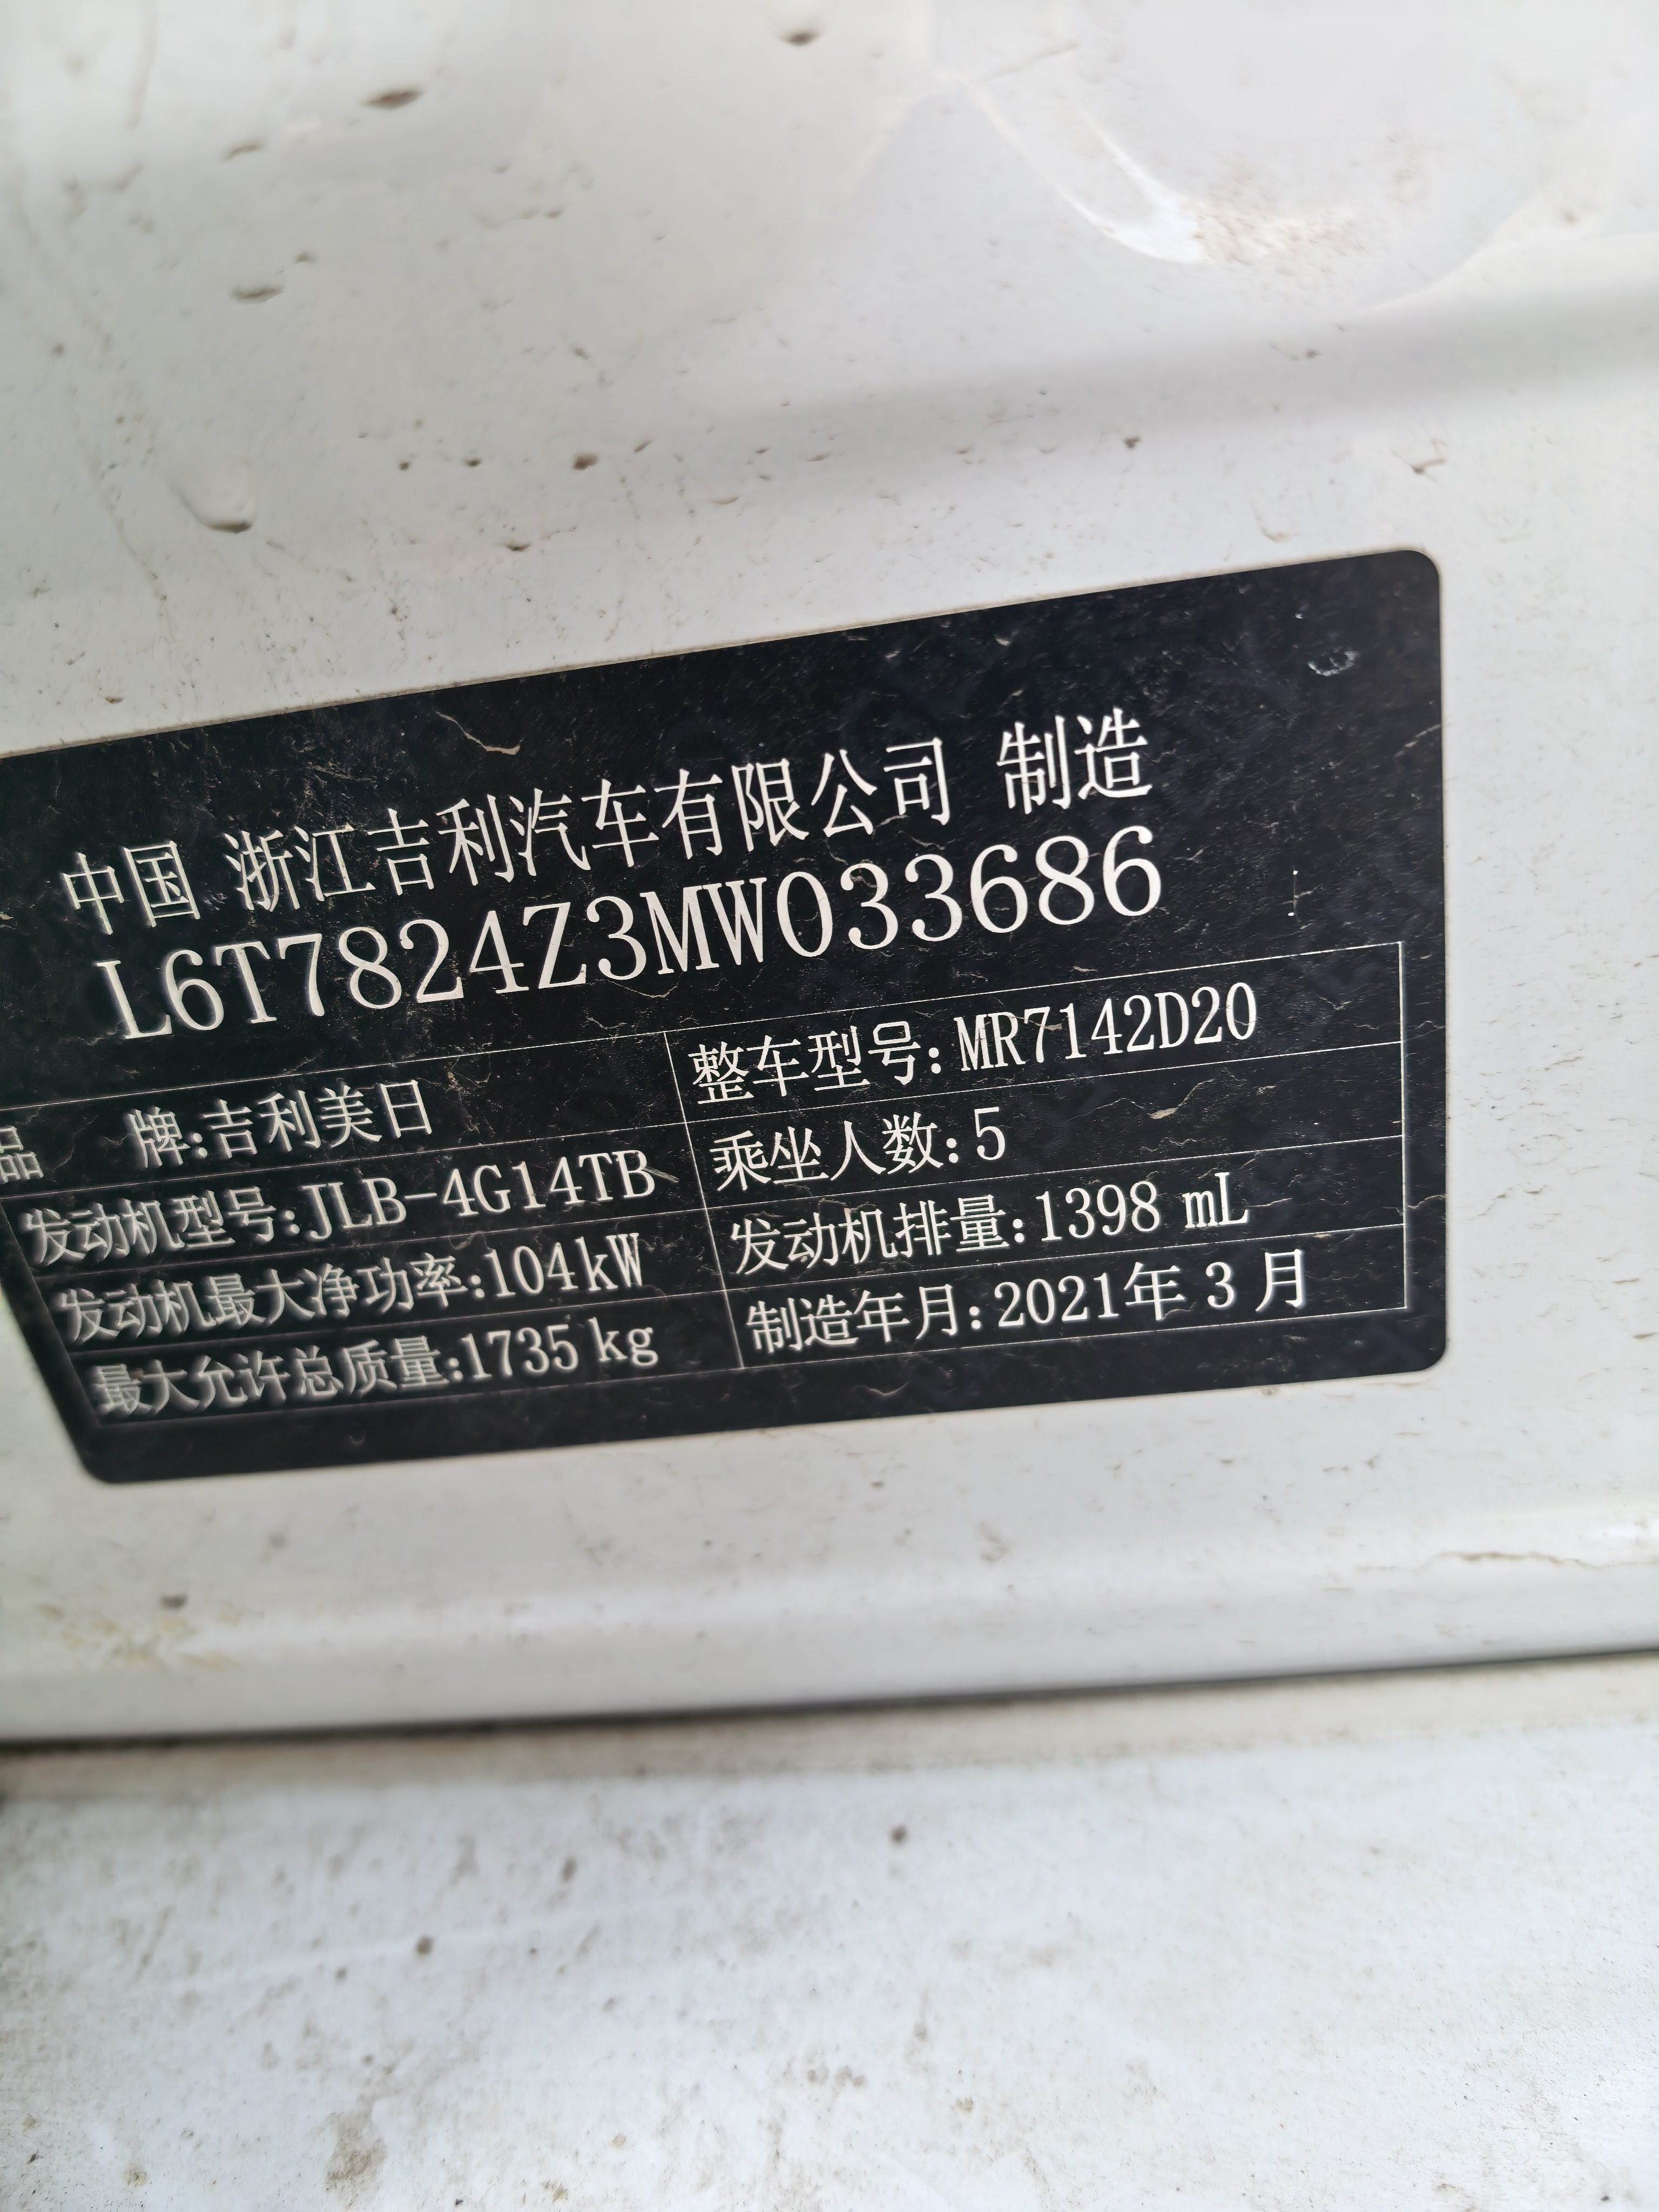 中国 浙江吉利汽车有限公司 制造
L6T7824Z3MW033686
品 牌:吉利美日 整车型号:MR7142D20
发动机型号:JLB-4G14TB 乘坐人数:5
发动机最大净功率:104kW 发动机排量:1398 mL
最大允许总质量:1735 kg 制造年月:2021年 3 月